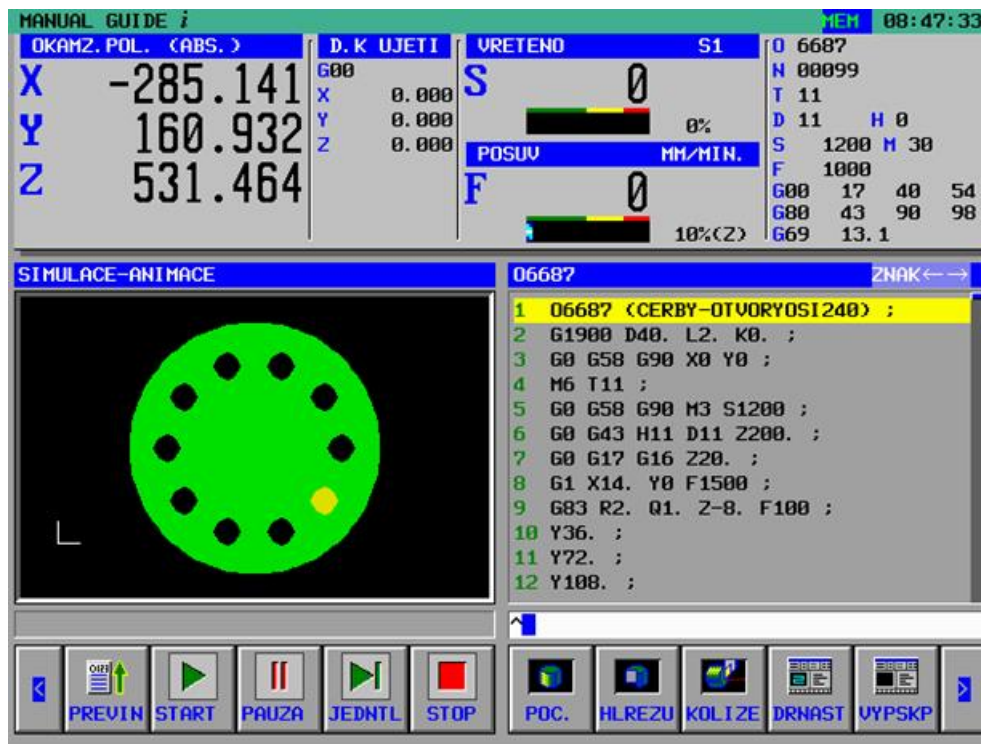 MANUAL GUIDE i MEM 08:47:33
OKAMZ.POL. (ABS.)
X -285.141
Y 160.932
Z 531.464
D.K UJETI
G00
X 0.000
Y 0.000
Z 0.000
VRETENO S1
S 0
0%
POSUV MM/MIN.
F 0
10%(Z)
O 6687
N 00099
T 11
D 11 H 0
S 1200 M 30
F 1000
G00 17 40 54
G80 43 90 98
G69 13.1
SIMULACE-ANIMACE
O6687 ZNAK←→
1 O6687 (CERBY-OTVORYOSI240) ;
2 G1900 D40. L2. K0. ;
3 G0 G58 G90 X0 Y0 ;
4 M6 T11 ;
5 G0 G58 G90 M3 S1200 ;
6 G0 G43 H11 D11 Z200. ;
7 G0 G17 G16 Z20. ;
8 G1 X14. Y0 F1500 ;
9 G83 R2. Q1. Z-8. F100 ;
10 Y36. ;
11 Y72. ;
12 Y108. ;
^
< PREVIN START PAUZA JEDNTL STOP
POC. HLREZU KOLIZE DRNAST VYPSKP >